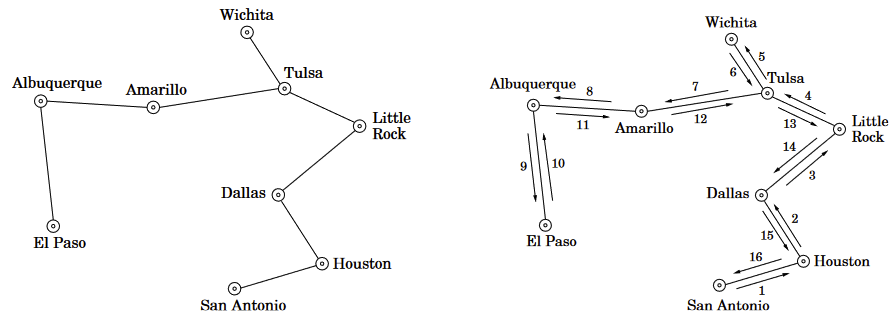 Wichita
Tulsa
Albuquerque
Amarillo
Little
Rock
Dallas
El Paso
Houston
San Antonio
Wichita
5
6
Tulsa
Albuquerque
8
7
4
11
Amarillo
12
13
Little
Rock
14
9
10
3
Dallas
2
15
El Paso
16
Houston
1
San Antonio